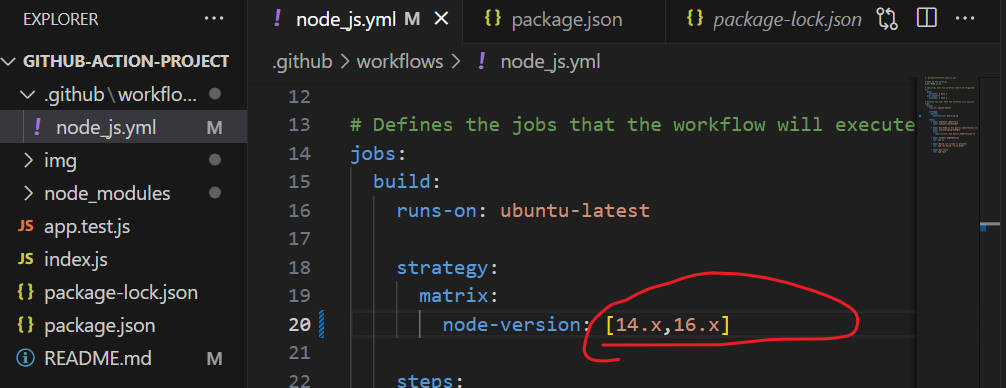 EXPLORER ...
GITHUB-ACTION-PROJECT
.github\workflo...
! node_js.yml M
img
node_modules
JS app.test.js
JS index.js
{} package-lock.json
{} package.json
README.md M
! node_js.yml M
{} package.json
{} package-lock.json
.github > workflows > ! node_js.yml
12
13 # Defines the jobs that the workflow will execute
14 jobs:
15 build:
16 runs-on: ubuntu-latest
17
18 strategy:
19 matrix:
20 node-version: [14.x,16.x]
21
22 steps: